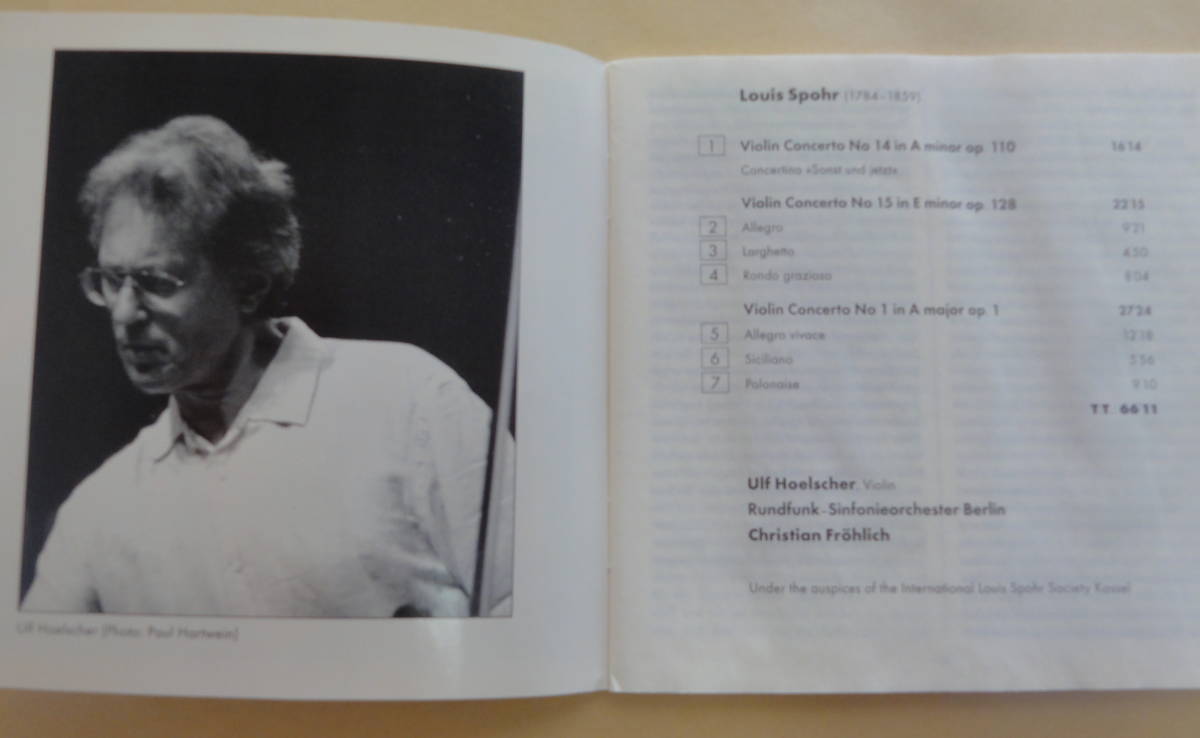 Ulf Hoelscher (Photo: Paul Hartwein)
Louis Spohr (1784–1859)
1 Violin Concerto No 14 in A minor op. 110 16'14
Concertino »Sonst und jetzt«
Violin Concerto No 15 in E minor op. 128 22'15
2 Allegro 9'21
3 Larghetto 4'50
4 Rondo grazioso 8'04
Violin Concerto No 1 in A major op. 1 27'24
5 Allegro vivace 12'18
6 Siciliano 5'56
7 Polonaise 9'10
T T. 66'11
Ulf Hoelscher, Violin
Rundfunk-Sinfonieorchester Berlin
Christian Fröhlich
Under the auspices of the International Louis Spohr Society Kassel